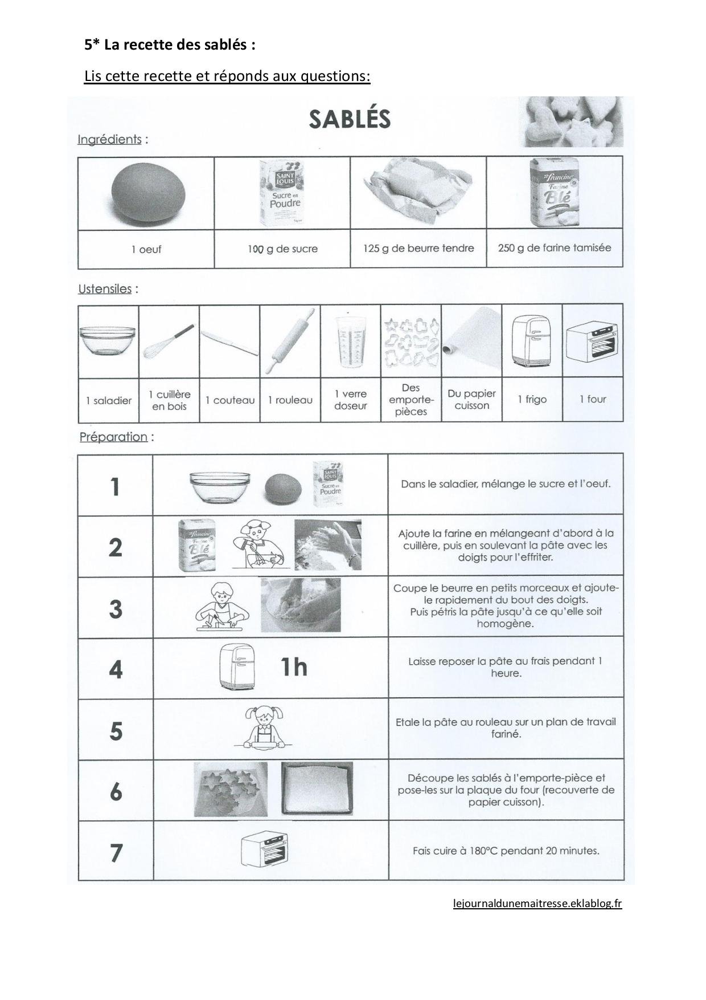 5* La recette des sablés :
Lis cette recette et réponds aux questions:
SABLÉS
Ingrédients :
SAINT
LOUIS
Sucre en
Poudre
Francine
Farine
Blé
1 oeuf
100 g de sucre
125 g de beurre tendre
250 g de farine tamisée
Ustensiles :
1 saladier
1 cuillère
en bois
1 couteau
1 rouleau
1 verre
doseur
Des
emporte-
pièces
Du papier
cuisson
1 frigo
1 four
Préparation :
1
SAINT
LOUIS
Sucre en
Poudre
Dans le saladier, mélange le sucre et l'oeuf.
2
Francine
Farine
Blé
Ajoute la farine en mélangeant d'abord à la
cuillère, puis en soulevant la pâte avec les
doigts pour l'effriter.
3
Coupe le beurre en petits morceaux et ajoute-
le rapidement du bout des doigts.
Puis pétris la pâte jusqu'à ce qu'elle soit
homogène.
4
1h
Laisse reposer la pâte au frais pendant 1
heure.
5
Etale la pâte au rouleau sur un plan de travail
fariné.
6
Découpe les sablés à l'emporte-pièce et
pose-les sur la plaque du four (recouverte de
papier cuisson).
7
Fais cuire à 180°C pendant 20 minutes.
lejournaldunemaitresse.eklablog.fr